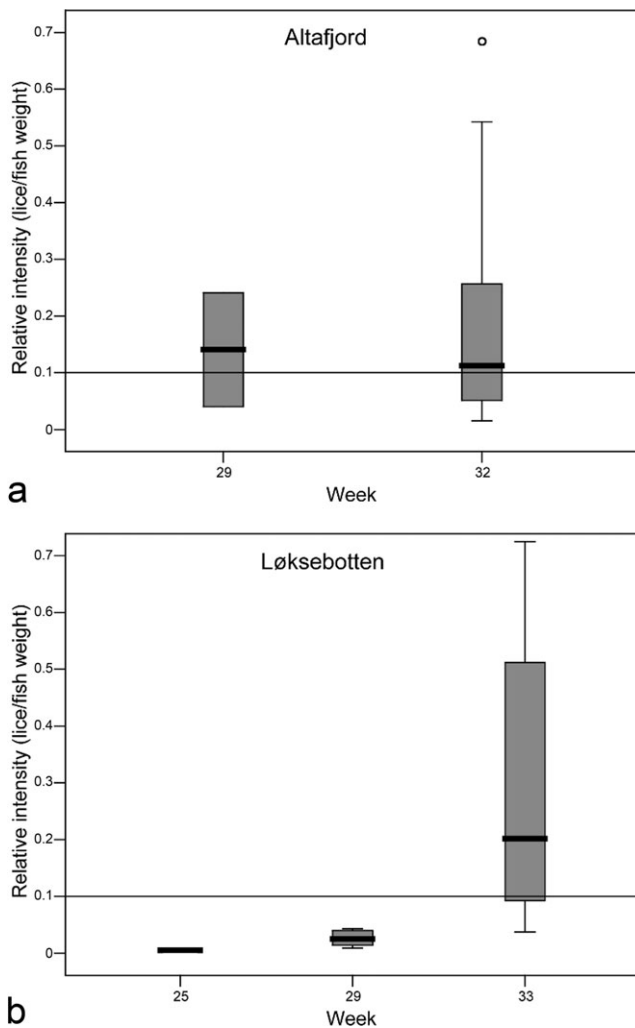 Altafjord
Relative intensity (lice/fish weight)
0.7
0.6
0.5
0.4
0.3
0.2
0.1
0
29
32
Week
a
Løksebotten
Relative intensity (lice/fish weight)
0.7
0.6
0.5
0.4
0.3
0.2
0.1
0
25
29
33
Week
b